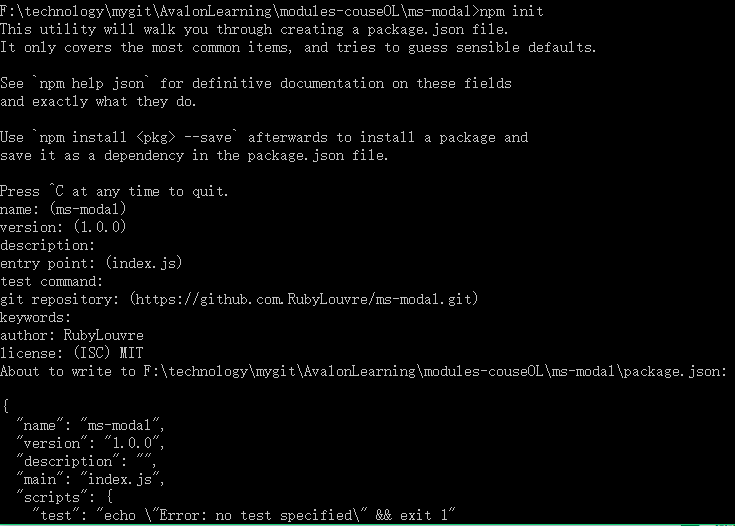 F:\technology\mygit\AvalonLearning\modules-couseOL\ms-modal>npm init
This utility will walk you through creating a package.json file.
It only covers the most common items, and tries to guess sensible defaults.
See `npm help json` for definitive documentation on these fields
and exactly what they do.
Use `npm install <pkg> --save` afterwards to install a package and
save it as a dependency in the package.json file.
Press ^C at any time to quit.
name: (ms-modal)
version: (1.0.0)
description:
entry point: (index.js)
test command:
git repository: (https://github.com.RubyLouvre/ms-modal.git)
keywords:
author: RubyLouvre
license: (ISC) MIT
About to write to F:\technology\mygit\AvalonLearning\modules-couseOL\ms-modal\package.json:
{
"name": "ms-modal",
"version": "1.0.0",
"description": "",
"main": "index.js",
"scripts": {
"test": "echo \"Error: no test specified\" && exit 1"